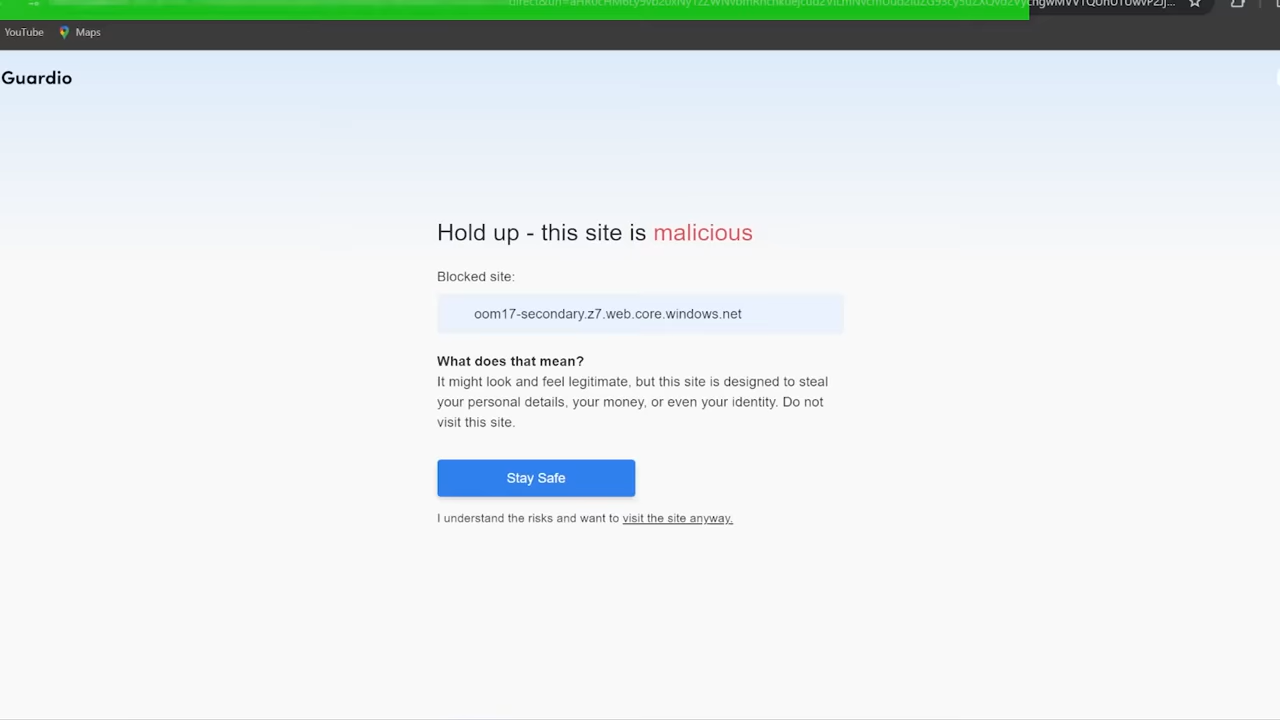 YouTube
Maps
Guardio
Hold up - this site is malicious
Blocked site:
oom17-secondary.z7.web.core.windows.net
What does that mean?
It might look and feel legitimate, but this site is designed to steal
your personal details, your money, or even your identity. Do not
visit this site.
Stay Safe
I understand the risks and want to visit the site anyway.